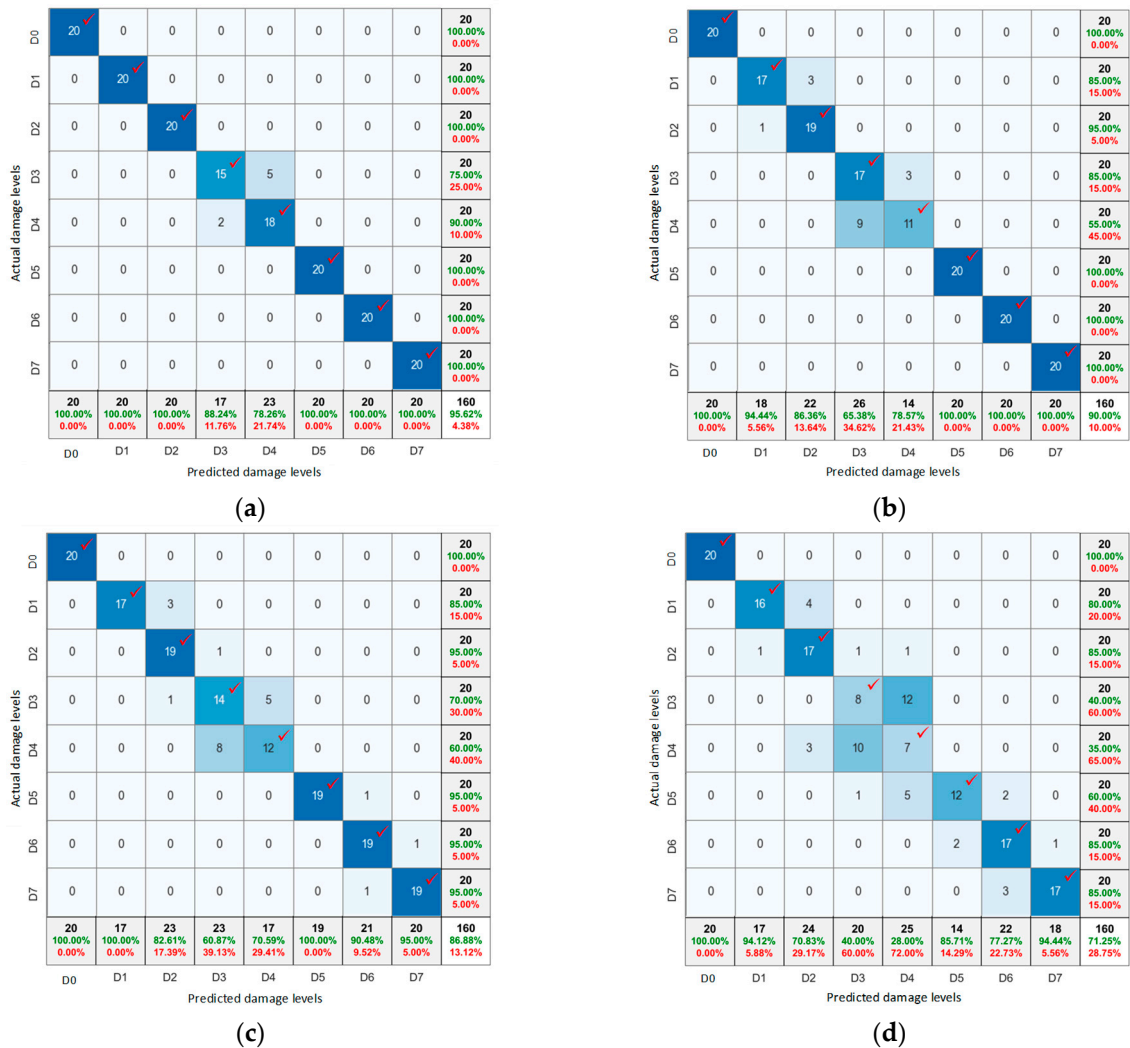 20
D0 20 0 0 0 0 0 0 0 100.00%
0.00%
20
D1 0 20 0 0 0 0 0 0 100.00%
0.00%
20
D2 0 0 20 0 0 0 0 0 100.00%
0.00%
20
D3 0 0 0 15 5 0 0 0 75.00%
25.00%
20
D4 0 0 0 2 18 0 0 0 90.00%
10.00%
20
D5 0 0 0 0 0 20 0 0 100.00%
0.00%
20
D6 0 0 0 0 0 0 20 0 100.00%
0.00%
20
D7 0 0 0 0 0 0 0 20 100.00%
0.00%
Actual damage levels
20 20 20 17 23 20 20 20 160
100.00% 100.00% 100.00% 88.24% 78.26% 100.00% 100.00% 100.00% 95.62%
0.00% 0.00% 0.00% 11.76% 21.74% 0.00% 0.00% 0.00% 4.38%
D0 D1 D2 D3 D4 D5 D6 D7
Predicted damage levels
(a)
20
D0 20 0 0 0 0 0 0 0 100.00%
0.00%
20
D1 0 17 3 0 0 0 0 0 85.00%
15.00%
20
D2 0 1 19 0 0 0 0 0 95.00%
5.00%
20
D3 0 0 0 17 3 0 0 0 85.00%
15.00%
20
D4 0 0 0 9 11 0 0 0 55.00%
45.00%
20
D5 0 0 0 0 0 20 0 0 100.00%
0.00%
20
D6 0 0 0 0 0 0 20 0 100.00%
0.00%
20
D7 0 0 0 0 0 0 0 20 100.00%
0.00%
Actual damage levels
20 18 22 26 14 20 20 20 160
100.00% 94.44% 86.36% 65.38% 78.57% 100.00% 100.00% 100.00% 90.00%
0.00% 5.56% 13.64% 34.62% 21.43% 0.00% 0.00% 0.00% 10.00%
D0 D1 D2 D3 D4 D5 D6 D7
Predicted damage levels
(b)
20
D0 20 0 0 0 0 0 0 0 100.00%
0.00%
20
D1 0 17 3 0 0 0 0 0 85.00%
15.00%
20
D2 0 0 19 1 0 0 0 0 95.00%
5.00%
20
D3 0 0 1 14 5 0 0 0 70.00%
30.00%
20
D4 0 0 0 8 12 0 0 0 60.00%
40.00%
20
D5 0 0 0 0 0 19 1 0 95.00%
5.00%
20
D6 0 0 0 0 0 0 19 1 95.00%
5.00%
20
D7 0 0 0 0 0 0 1 19 95.00%
5.00%
Actual damage levels
20 17 23 23 17 19 21 20 160
100.00% 100.00% 82.61% 60.87% 70.59% 100.00% 90.48% 95.00% 86.88%
0.00% 0.00% 17.39% 39.13% 29.41% 0.00% 9.52% 5.00% 13.12%
D0 D1 D2 D3 D4 D5 D6 D7
Predicted damage levels
(c)
20
D0 20 0 0 0 0 0 0 0 100.00%
0.00%
20
D1 0 16 4 0 0 0 0 0 80.00%
20.00%
20
D2 0 1 17 1 1 0 0 0 85.00%
15.00%
20
D3 0 0 0 8 12 0 0 0 40.00%
60.00%
20
D4 0 0 3 10 7 0 0 0 35.00%
65.00%
20
D5 0 0 0 1 5 12 2 0 60.00%
40.00%
20
D6 0 0 0 0 0 2 17 1 85.00%
15.00%
20
D7 0 0 0 0 0 0 3 17 85.00%
15.00%
Actual damage levels
20 17 24 20 25 14 22 18 160
100.00% 94.12% 70.83% 40.00% 28.00% 85.71% 77.27% 94.44% 71.25%
0.00% 5.88% 29.17% 60.00% 72.00% 14.29% 22.73% 5.56% 28.75%
D0 D1 D2 D3 D4 D5 D6 D7
Predicted damage levels
(d)